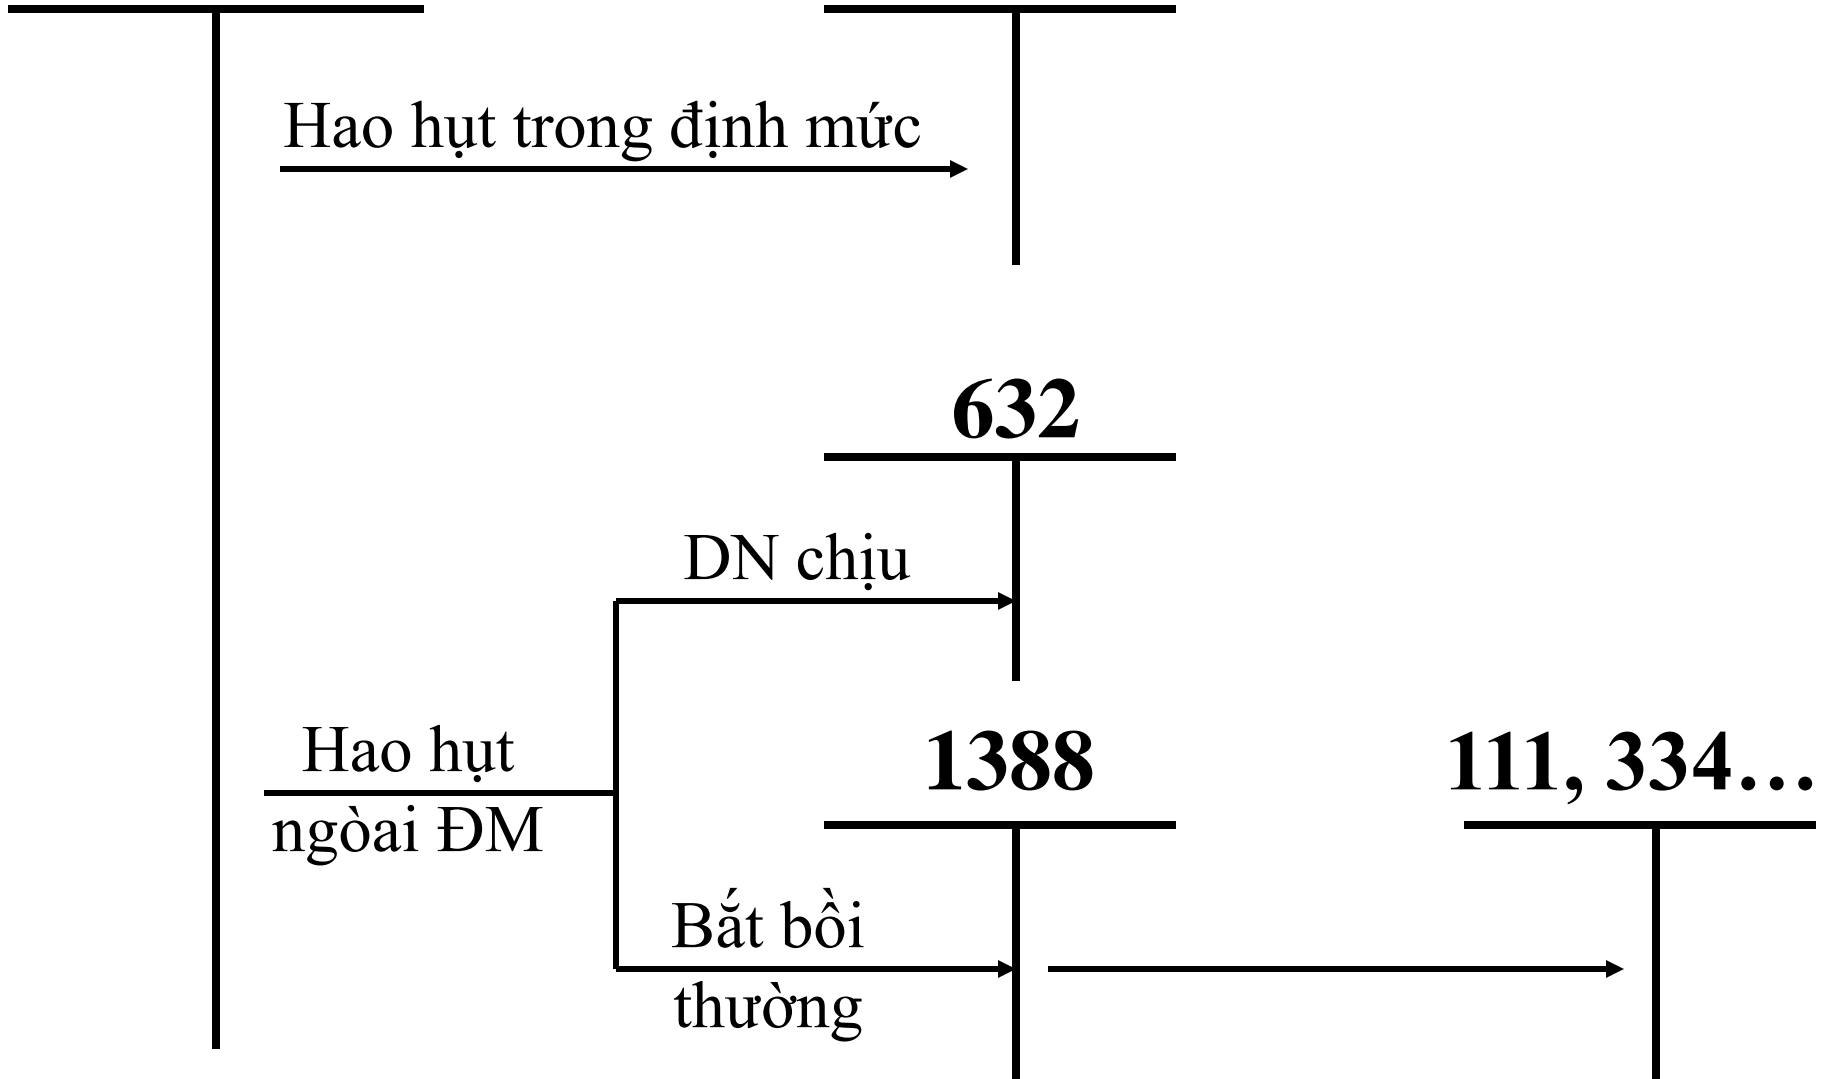 Hao hụt trong định mức
632
DN chịu
Hao hụt
ngòai ĐM
1388
111, 334…
Bắt bồi
thường